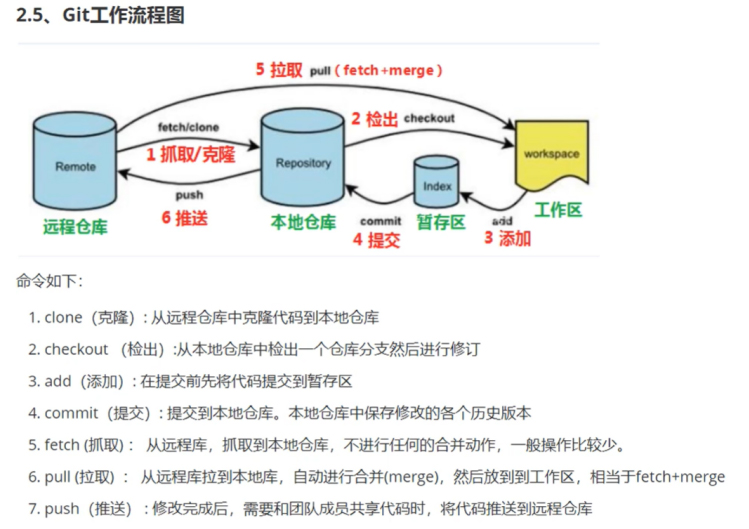 2.5、Git工作流程图
5 拉取 pull（fetch+merge）
fetch/clone
2 检出 checkout
1 抓取/克隆
Remote
Repository
workspace
Index
push
6 推送
远程仓库
本地仓库
commit
4 提交
暂存区
add
3 添加
工作区
命令如下：
1. clone（克隆）: 从远程仓库中克隆代码到本地仓库
2. checkout （检出）:从本地仓库中检出一个仓库分支然后进行修订
3. add（添加）: 在提交前先将代码提交到暂存区
4. commit（提交）: 提交到本地仓库。本地仓库中保存修改的各个历史版本
5. fetch (抓取) ： 从远程库，抓取到本地仓库，不进行任何的合并动作，一般操作比较少。
6. pull (拉取) ： 从远程库拉到本地库，自动进行合并(merge)，然后放到到工作区，相当于fetch+merge
7. push（推送） : 修改完成后，需要和团队成员共享代码时，将代码推送到远程仓库